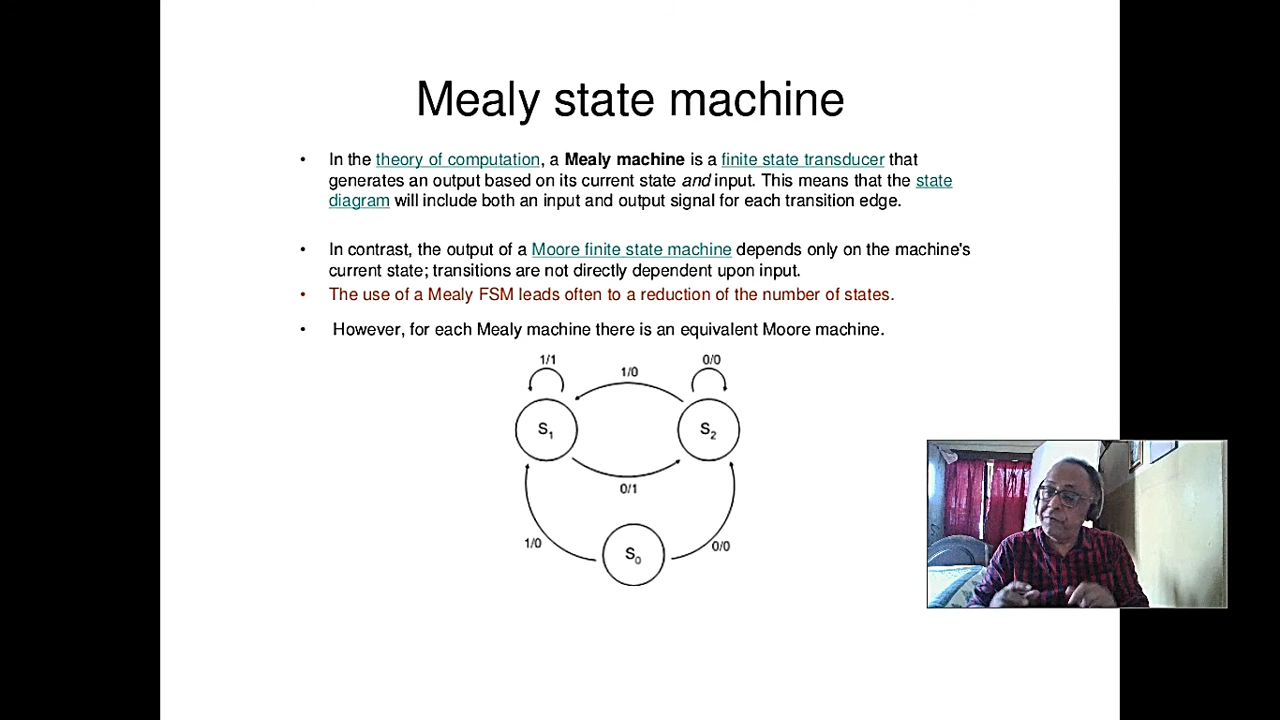 Mealy state machine
• In the theory of computation, a Mealy machine is a finite state transducer that
generates an output based on its current state and input. This means that the state
diagram will include both an input and output signal for each transition edge.
• In contrast, the output of a Moore finite state machine depends only on the machine's
current state; transitions are not directly dependent upon input.
• The use of a Mealy FSM leads often to a reduction of the number of states.
• However, for each Mealy machine there is an equivalent Moore machine.
1/1
0/0
1/0
S1
S2
0/1
1/0
0/0
S0